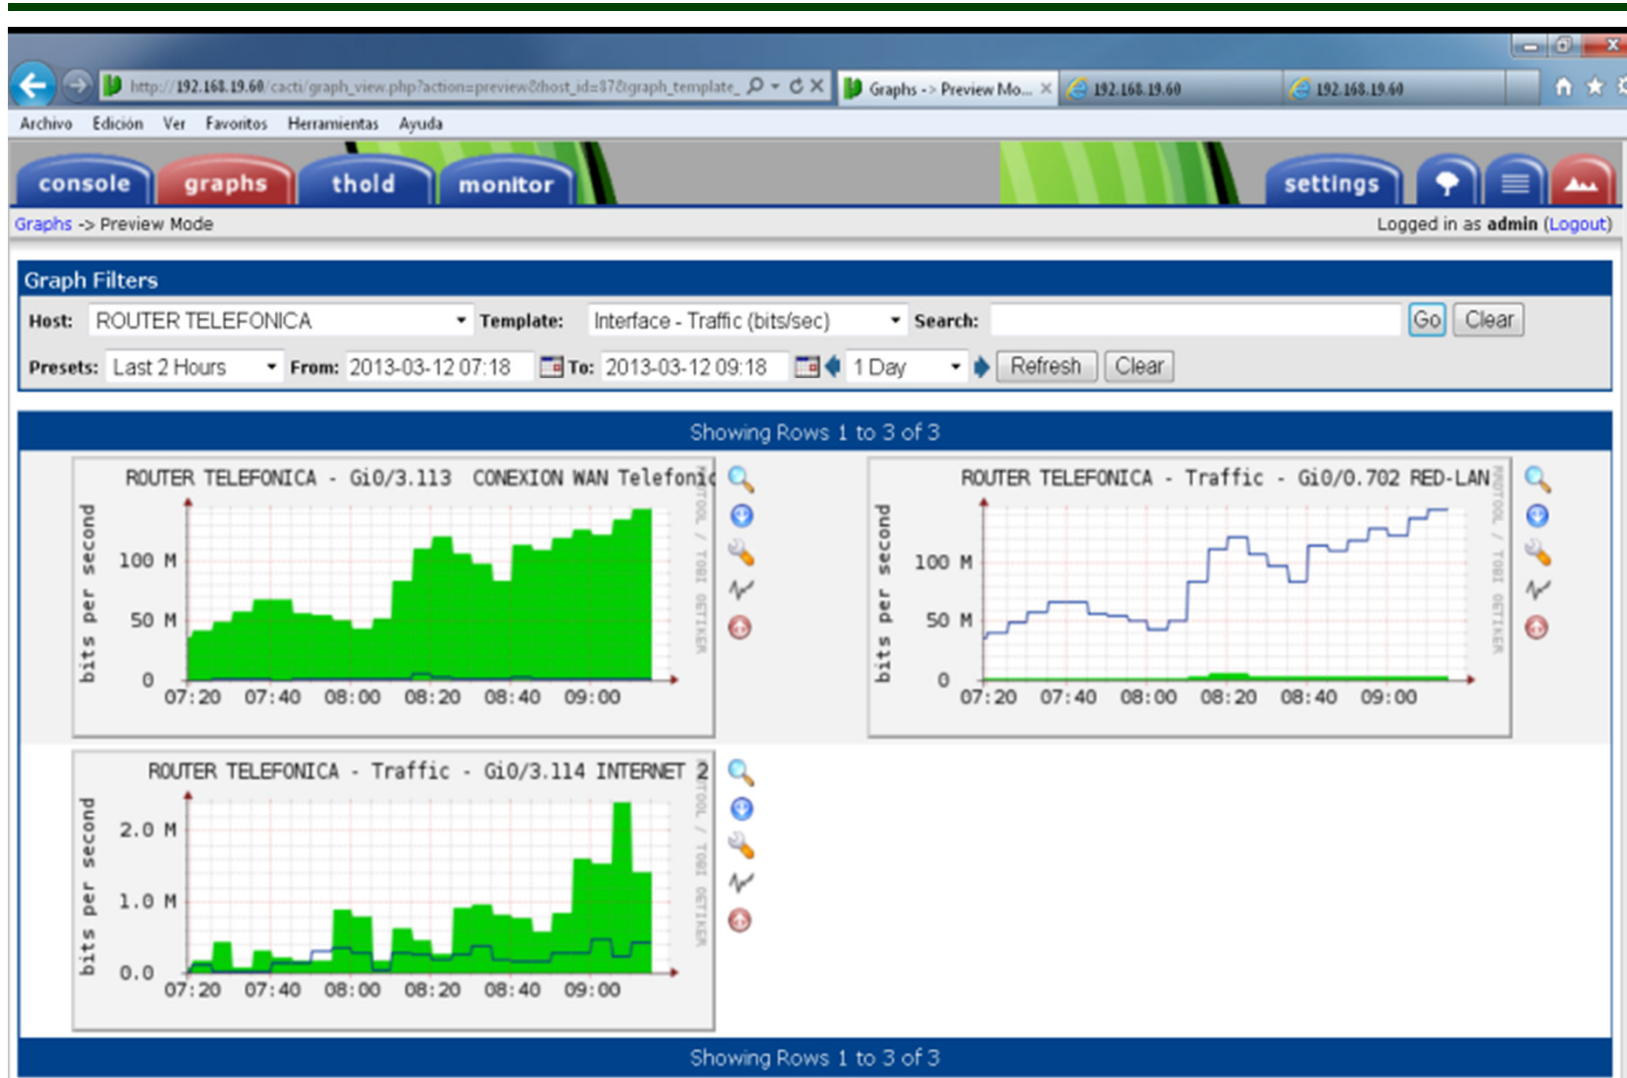 http://192.168.19.60/cacti/graph_view.php?action=preview&host_id=87&graph_template_
Graphs -> Preview Mo...
192.168.19.60
192.168.19.60
Archivo Edición Ver Favoritos Herramientas Ayuda
console graphs thold monitor settings
Graphs -> Preview Mode
Logged in as admin (Logout)
Graph Filters
Host: ROUTER TELEFONICA Template: Interface - Traffic (bits/sec) Search: Go Clear
Presets: Last 2 Hours From: 2013-03-12 07:18 To: 2013-03-12 09:18 1 Day Refresh Clear
Showing Rows 1 to 3 of 3
ROUTER TELEFONICA - Gi0/3.113 CONEXION WAN Telefonic
bits per second
100 M
50 M
0
07:20 07:40 08:00 08:20 08:40 09:00
RRDTOOL / TOBI OETIKER
ROUTER TELEFONICA - Traffic - Gi0/0.702 RED-LAN
bits per second
100 M
50 M
0
07:20 07:40 08:00 08:20 08:40 09:00
RRDTOOL / TOBI OETIKER
ROUTER TELEFONICA - Traffic - Gi0/3.114 INTERNET 2
bits per second
2.0 M
1.0 M
0.0
07:20 07:40 08:00 08:20 08:40 09:00
RRDTOOL / TOBI OETIKER
Showing Rows 1 to 3 of 3